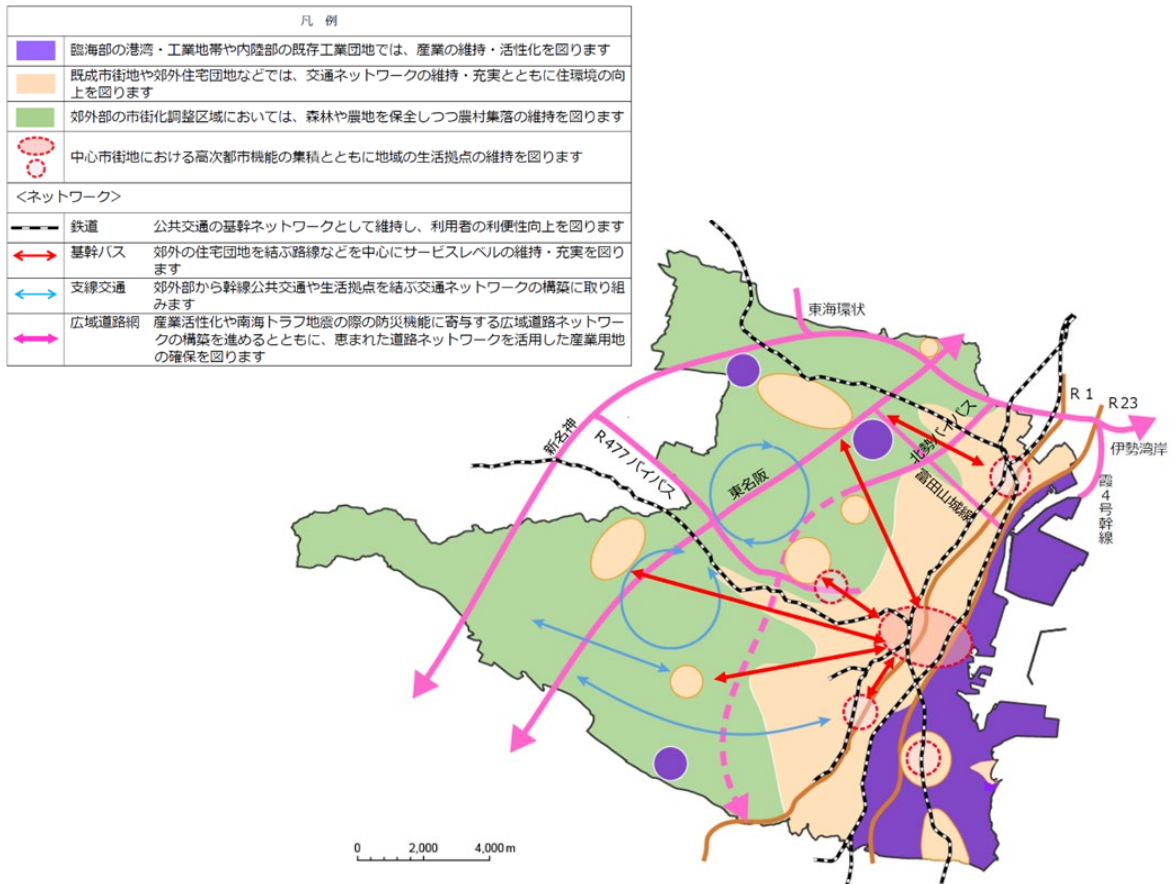 凡 例
臨海部の港湾・工業地帯や内陸部の既存工業団地では、産業の維持・活性化を図ります
既成市街地や郊外住宅団地などでは、交通ネットワークの維持・充実とともに住環境の向
上を図ります
郊外部の市街化調整区域においては、森林や農地を保全しつつ農村集落の維持を図ります
中心市街地における高次都市機能の集積とともに地域の生活拠点の維持を図ります
<ネットワーク>
鉄道 公共交通の基幹ネットワークとして維持し、利用者の利便性向上を図ります
基幹バス 郊外の住宅団地を結ぶ路線などを中心にサービスレベルの維持・充実を図り
ます
支線交通 郊外部から幹線公共交通や生活拠点を結ぶ交通ネットワークの構築に取り組
みます
広域道路網 産業活性化や南海トラフ地震の際の防災機能に寄与する広域道路ネットワー
クの構築を進めるとともに、恵まれた道路ネットワークを活用した産業用地
の確保を図ります
東海環状
R 1
R 23
伊勢湾岸
新名神
R 477 バイパス
東名阪
北勢バイパス
富田山城線
霞4号幹線
0 2,000 4,000 m